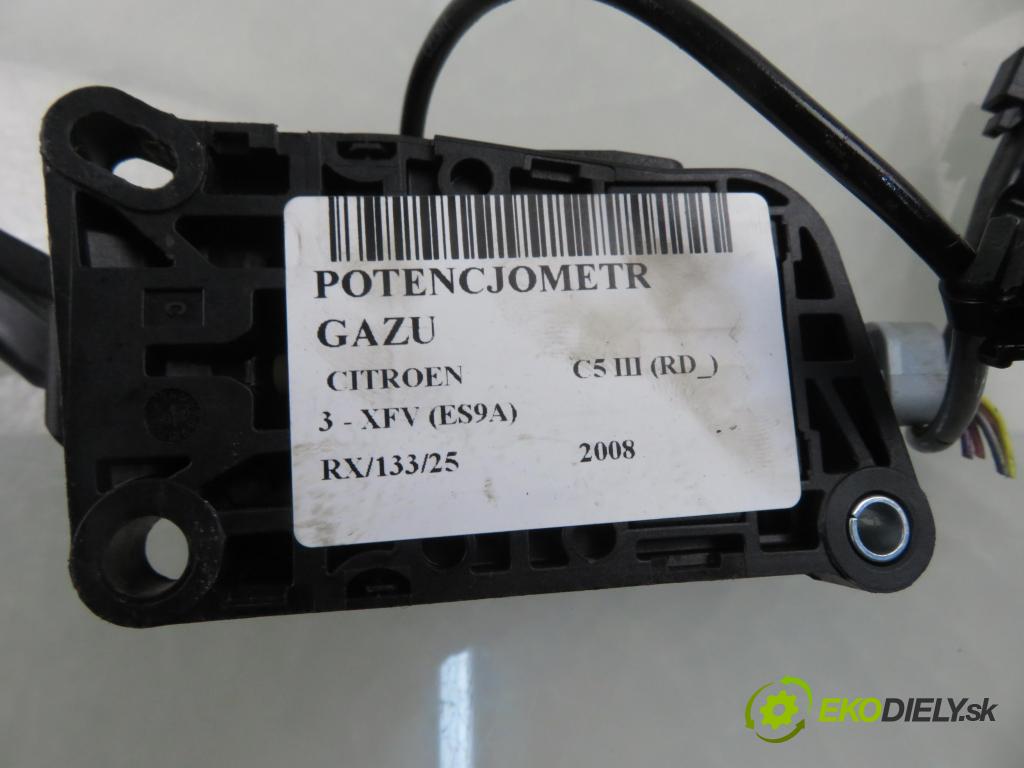 POTENCJOMETR
GAZU
CITROEN C5 III (RD_)
3 - XFV (ES9A)
RX/133/25 2008
C
EKODIELY.sk